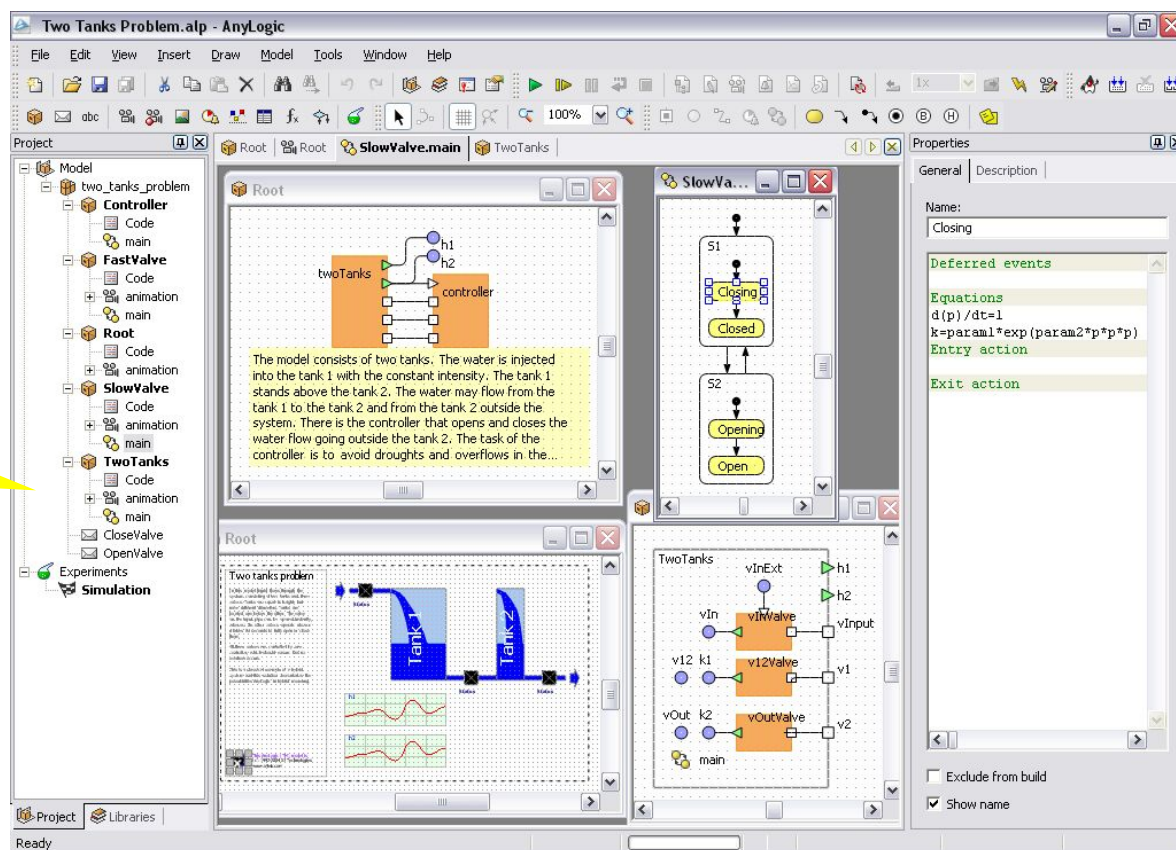 Two Tanks Problem.alp - AnyLogic
File Edit View Insert Draw Model Tools Window Help
1x
abc
100%
B H
Project
Model
two_tanks_problem
Controller
Code
main
FastValve
Code
animation
main
Root
Code
animation
SlowValve
Code
animation
main
TwoTanks
Code
animation
main
CloseValve
OpenValve
Experiments
Simulation
Project Libraries
Ready
Root Root SlowValve.main TwoTanks
Root
h1
h2
twoTanks
controller
The model consists of two tanks. The water is injected
into the tank 1 with the constant intensity. The tank 1
stands above the tank 2. The water may flow from the
tank 1 to the tank 2 and from the tank 2 outside the
system. There is the controller that opens and closes the
water flow going outside the tank 2. The task of the
controller is to avoid droughts and overflows in the...
SlowVa...
S1
Closing
Closed
S2
Opening
Open
Root
Two tanks problem
Tank 1
Tank 2
Status
Status
Status
h1
h2
TwoTanks
vInExt
h1
h2
vIn
vInValve
vInput
v12 k1
v12Valve
v1
vOut k2
vOutValve
v2
main
Properties
General Description
Name:
Closing
Deferred events
Equations
d(p)/dt=1
k=param1*exp(param2*p*p*p)
Entry action
Exit action
Exclude from build
Show name